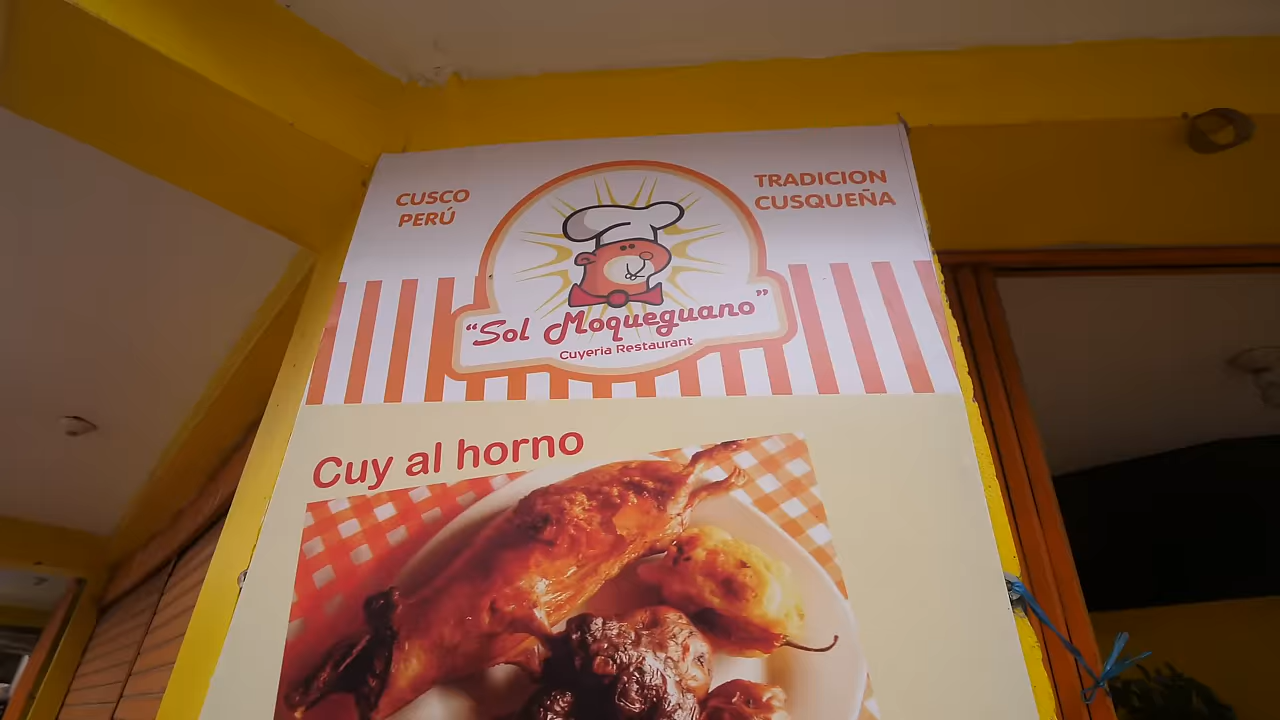 CUSCO
PERÚ
TRADICION
CUSQUEÑA
"Sol Moqueguano"
Cuyeria Restaurant
Cuy al horno